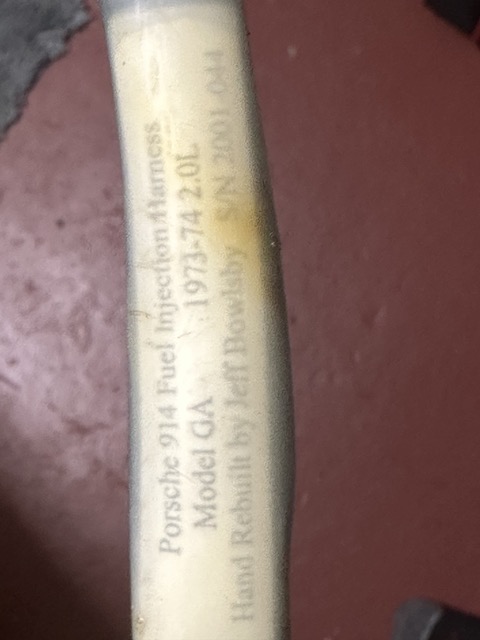 Porsche 914 Fuel Injection Harness
Model GA 1973-74 2.0L
Hand Rebuilt by Jeff Bowlsby S/N 2001 044